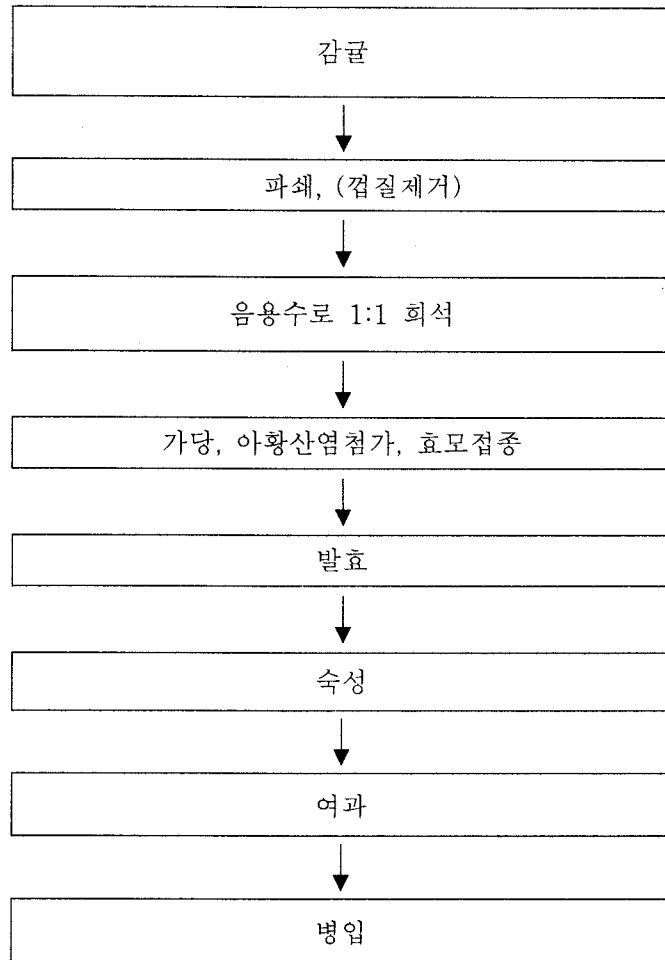 감귤
파쇄, (껍질제거)
음용수로 1:1 희석
가당, 아황산염첨가, 효모접종
발효
숙성
여과
병입